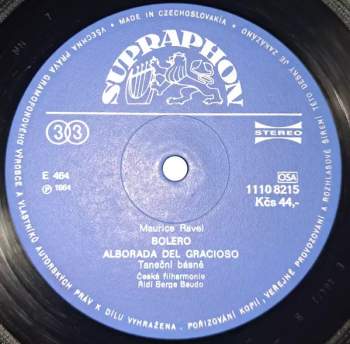 MADE IN CZECHOSLOVAKIA • VŠECHNA PRÁVA GRAMOFONOVÉHO VÝROBCE A VLASTNÍKŮ AUTORSKÝCH PRÁV K DÍLU VYHRAŽENA. POŘIZOVÁNÍ KOPIÍ, VEŘEJNÉ PROVOZOVÁNÍ A ROZHLASOVÉ ŠÍŘENÍ TÉTO DESKY JE ZAKÁZÁNO
SUPRAPHON
33
STEREO
E 464
OSA
℗ 1964
1110 8215
Kčs 44,-
Maurice Ravel
BOLERO
ALBORADA DEL GRACIOSO
Taneční básně
Česká filharmonie
Řídí Serge Baudo